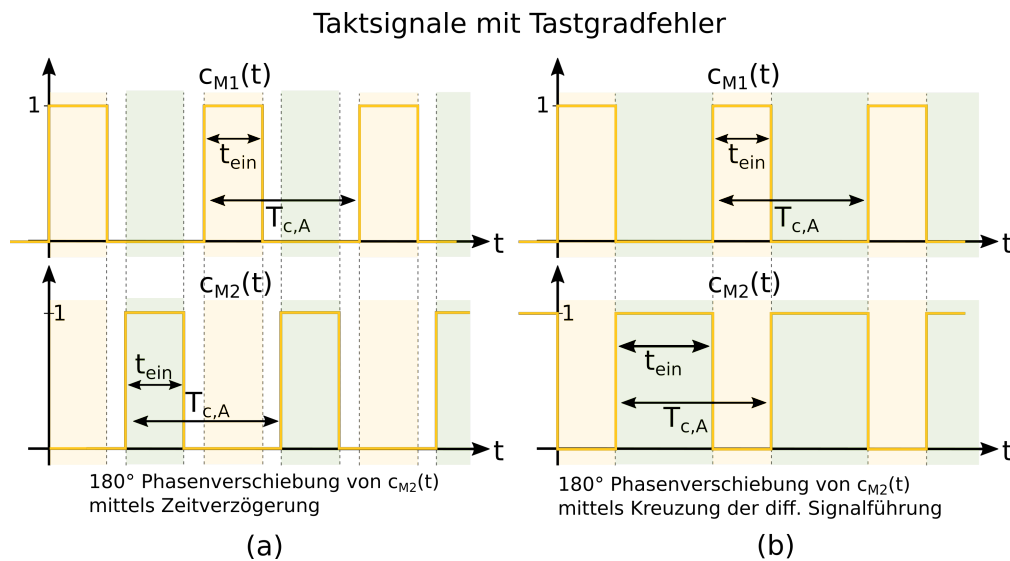 Taktsignale mit Tastgradfehler
c_M1(t)
1
t_ein
T_c,A
t
c_M2(t)
1
t_ein
T_c,A
t
180° Phasenverschiebung von c_M2(t)
mittels Zeitverzögerung
(a)
c_M1(t)
1
t_ein
T_c,A
t
c_M2(t)
1
t_ein
T_c,A
t
180° Phasenverschiebung von c_M2(t)
mittels Kreuzung der diff. Signalführung
(b)